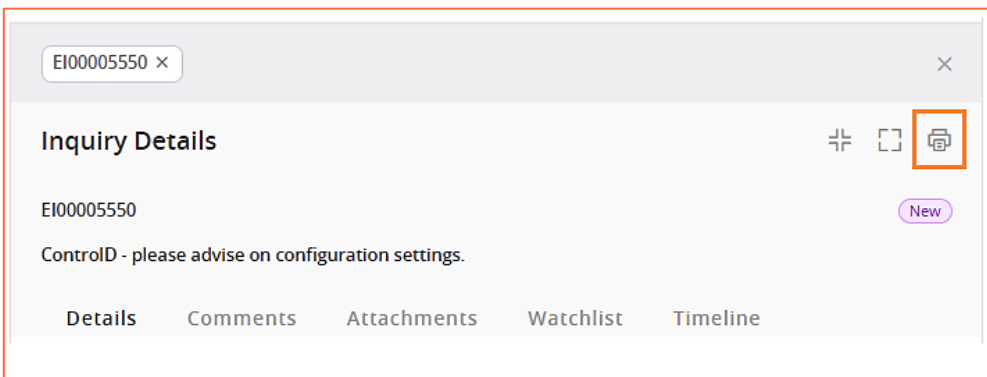 EI00005550 ×
Inquiry Details
EI00005550
New
ControlD - please advise on configuration settings.
Details Comments Attachments Watchlist Timeline